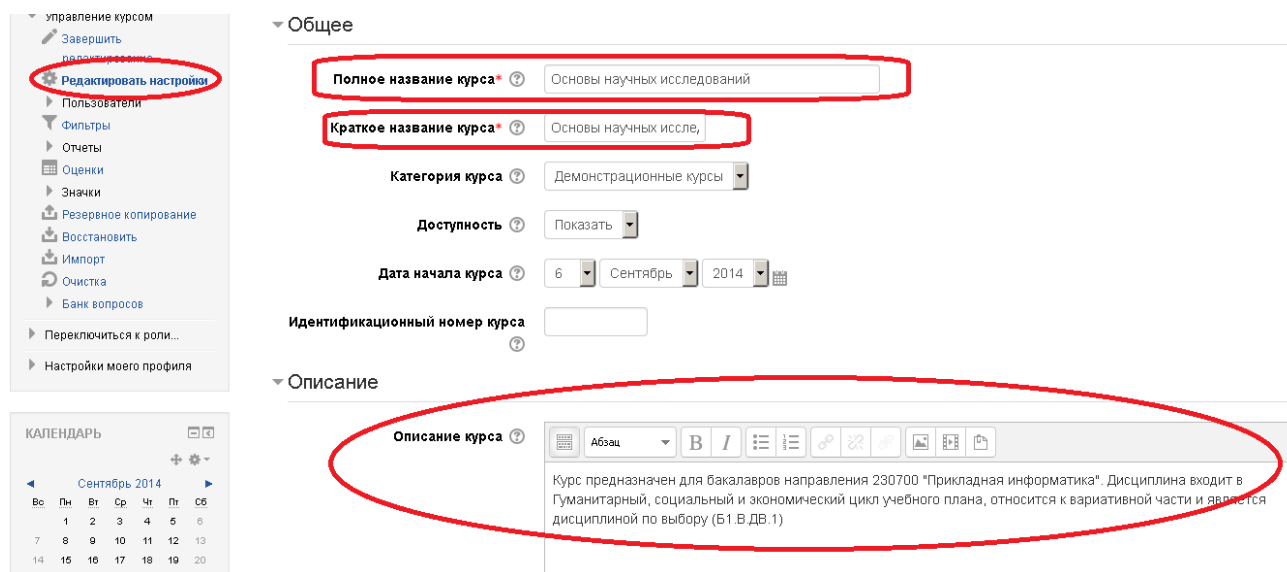 Управление курсом
Завершить
редактирование
Редактировать настройки
Пользователи
Фильтры
Отчеты
Оценки
Значки
Резервное копирование
Восстановить
Импорт
Очистка
Банк вопросов
Переключиться к роли...
Настройки моего профиля
КАЛЕНДАРЬ
Сентябрь 2014
Вс Пн Вт Ср Чт Пт Сб
1 2 3 4 5 6
7 8 9 10 11 12 13
14 15 16 17 18 19 20
Общее
Полное название курса* Основы научных исследований
Краткое название курса* Основы научных иссле
Категория курса Демонстрационные курсы
Доступность Показать
Дата начала курса 6 Сентябрь 2014
Идентификационный номер курса
Описание
Описание курса Абзац B I
Курс предназначен для бакалавров направления 230700 "Прикладная информатика". Дисциплина входит в
Гуманитарный, социальный и экономический цикл учебного плана, относится к вариативной части и является
дисциплиной по выбору (Б1.В.ДВ.1)